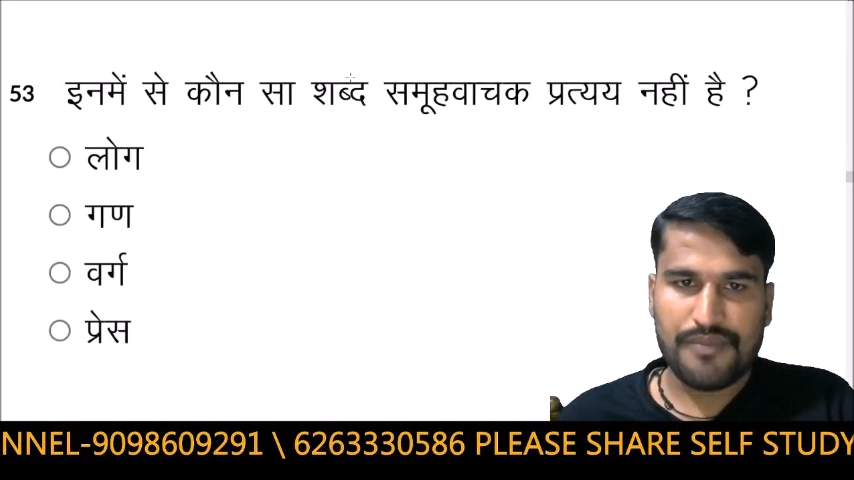 53 इनमें से कौन सा शब्द समूहवाचक प्रत्यय नहीं है ?
लोग
गण
वर्ग
प्रेस
NNEL-9098609291 \ 6263330586 PLEASE SHARE SELF STUDY